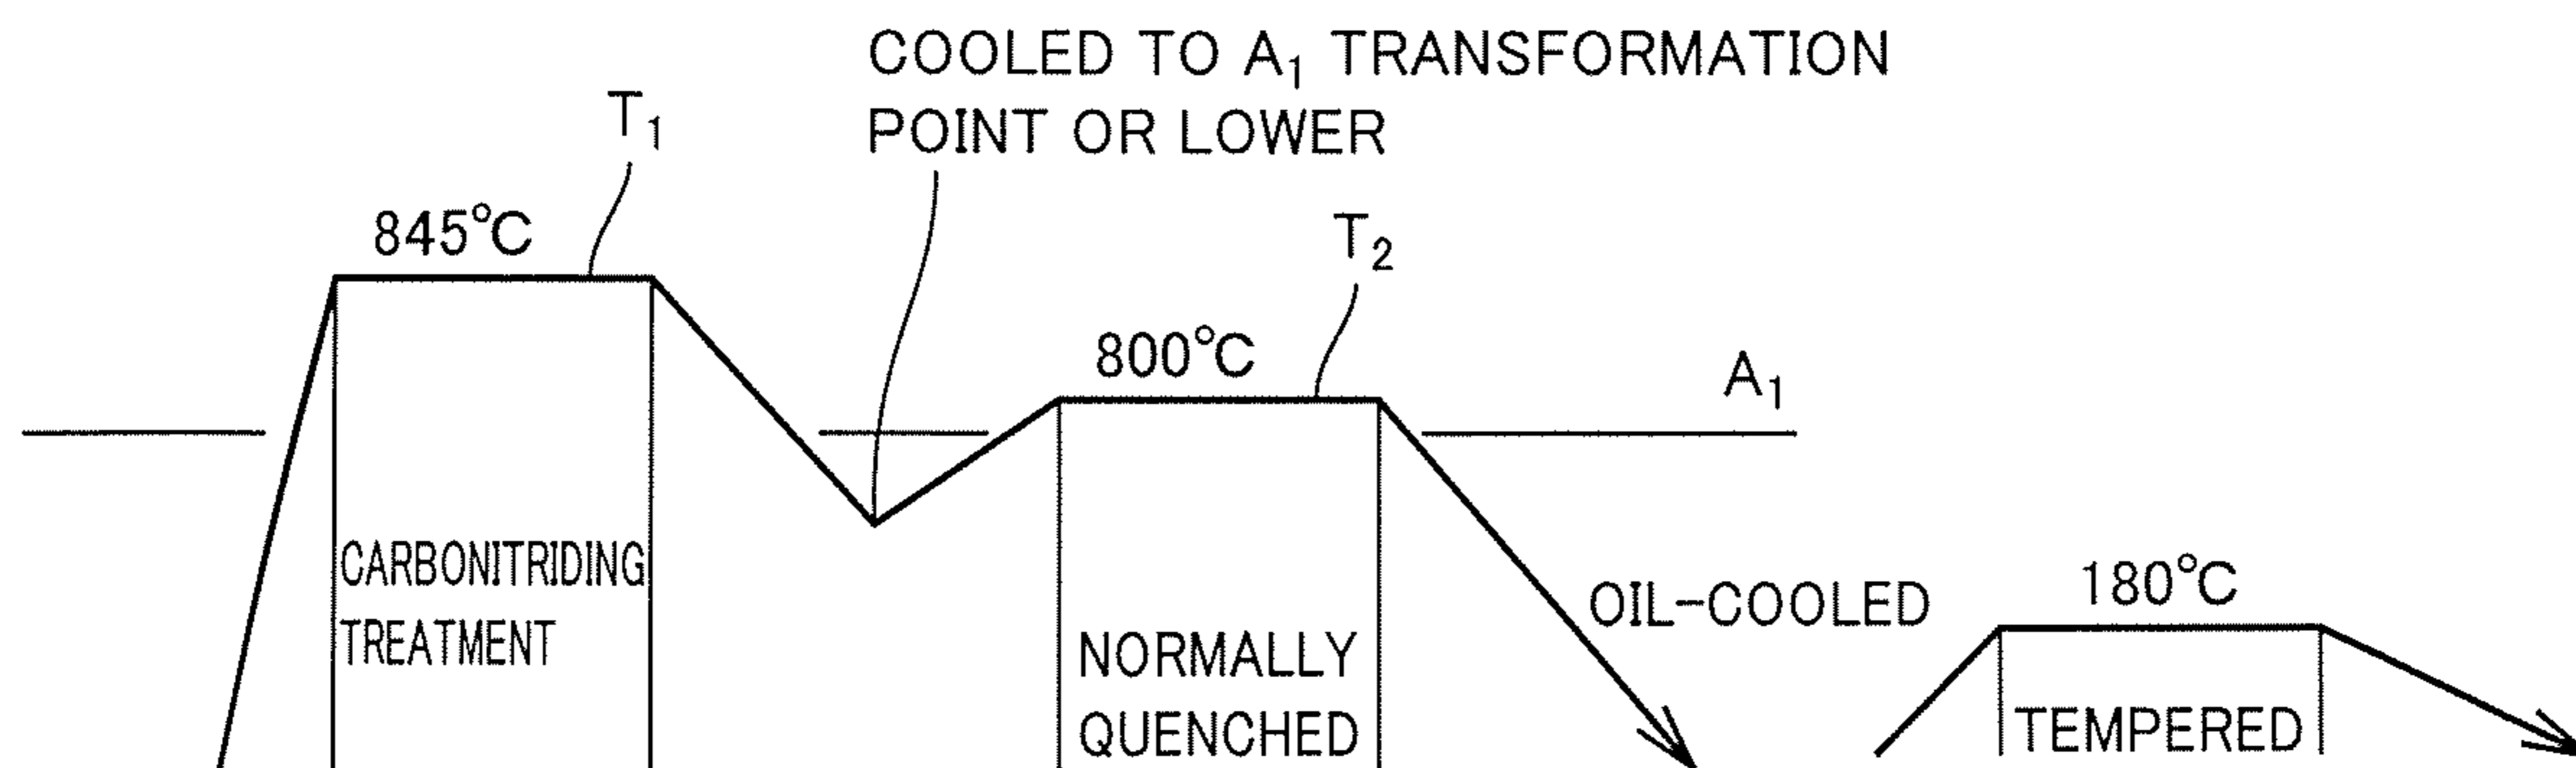 COOLED TO A₁ TRANSFORMATION
POINT OR LOWER
T₁
845℃
T₂
800℃
A₁
CARBONITRIDING
TREATMENT
OIL-COOLED
180℃
NORMALLY
QUENCHED
TEMPERED